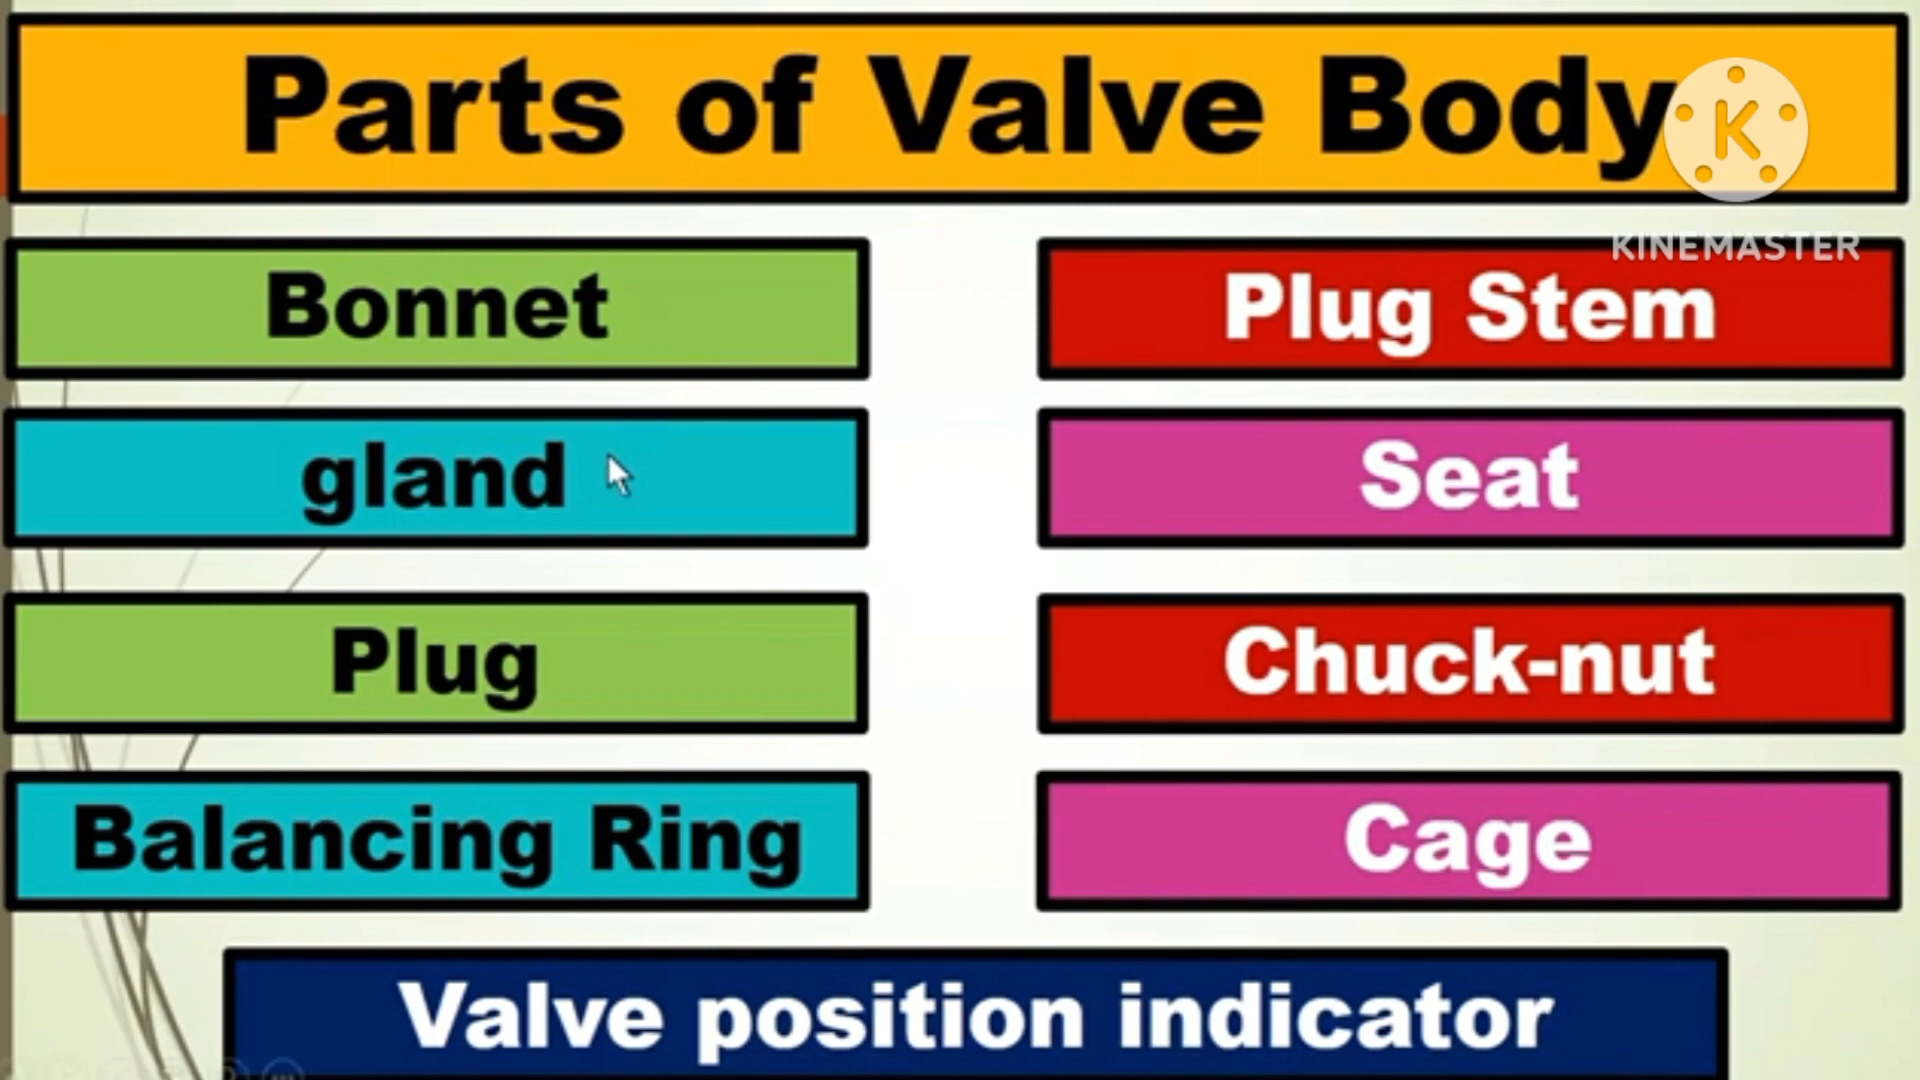 Parts of Valve Body
K
KINEMASTER
Bonnet
Plug Stem
gland
Seat
Plug
Chuck-nut
Balancing Ring
Cage
Valve position indicator